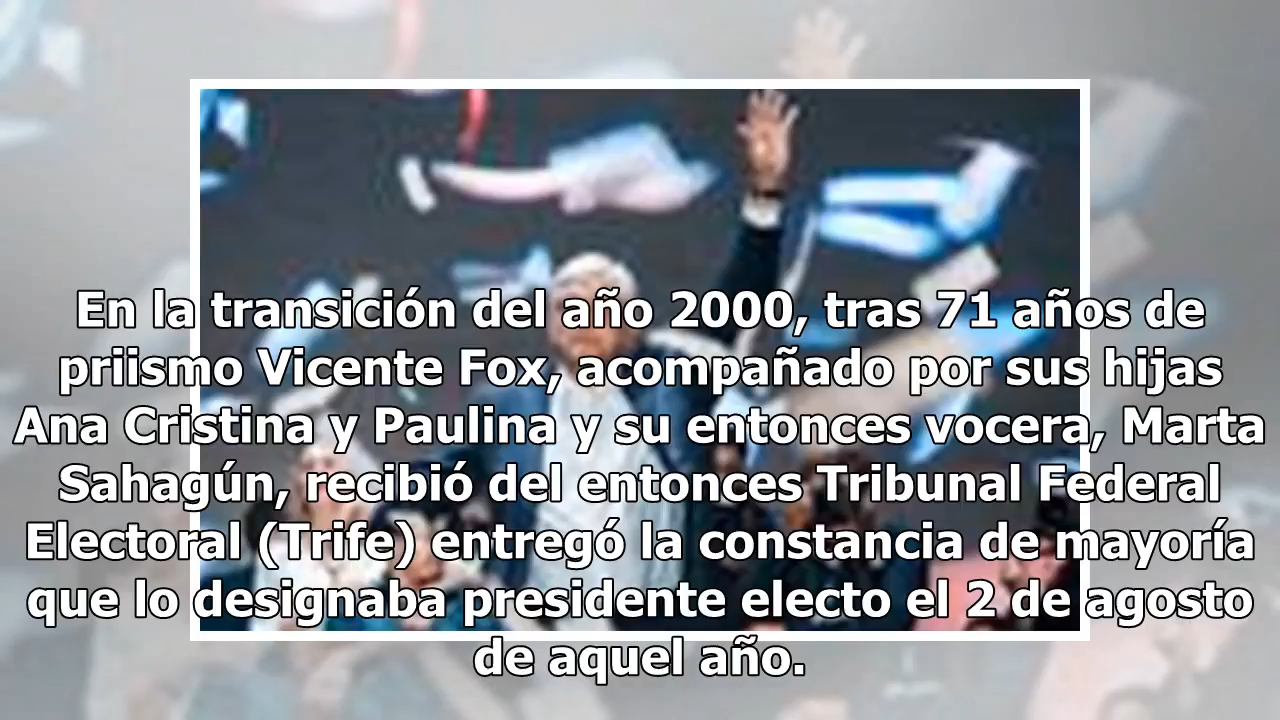 En la transición del año 2000, tras 71 años de
priismo Vicente Fox, acompañado por sus hijas
Ana Cristina y Paulina y su entonces vocera, Marta
Sahagún, recibió del entonces Tribunal Federal
Electoral (Trife) entregó la constancia de mayoría
que lo designaba presidente electo el 2 de agosto
de aquel año.